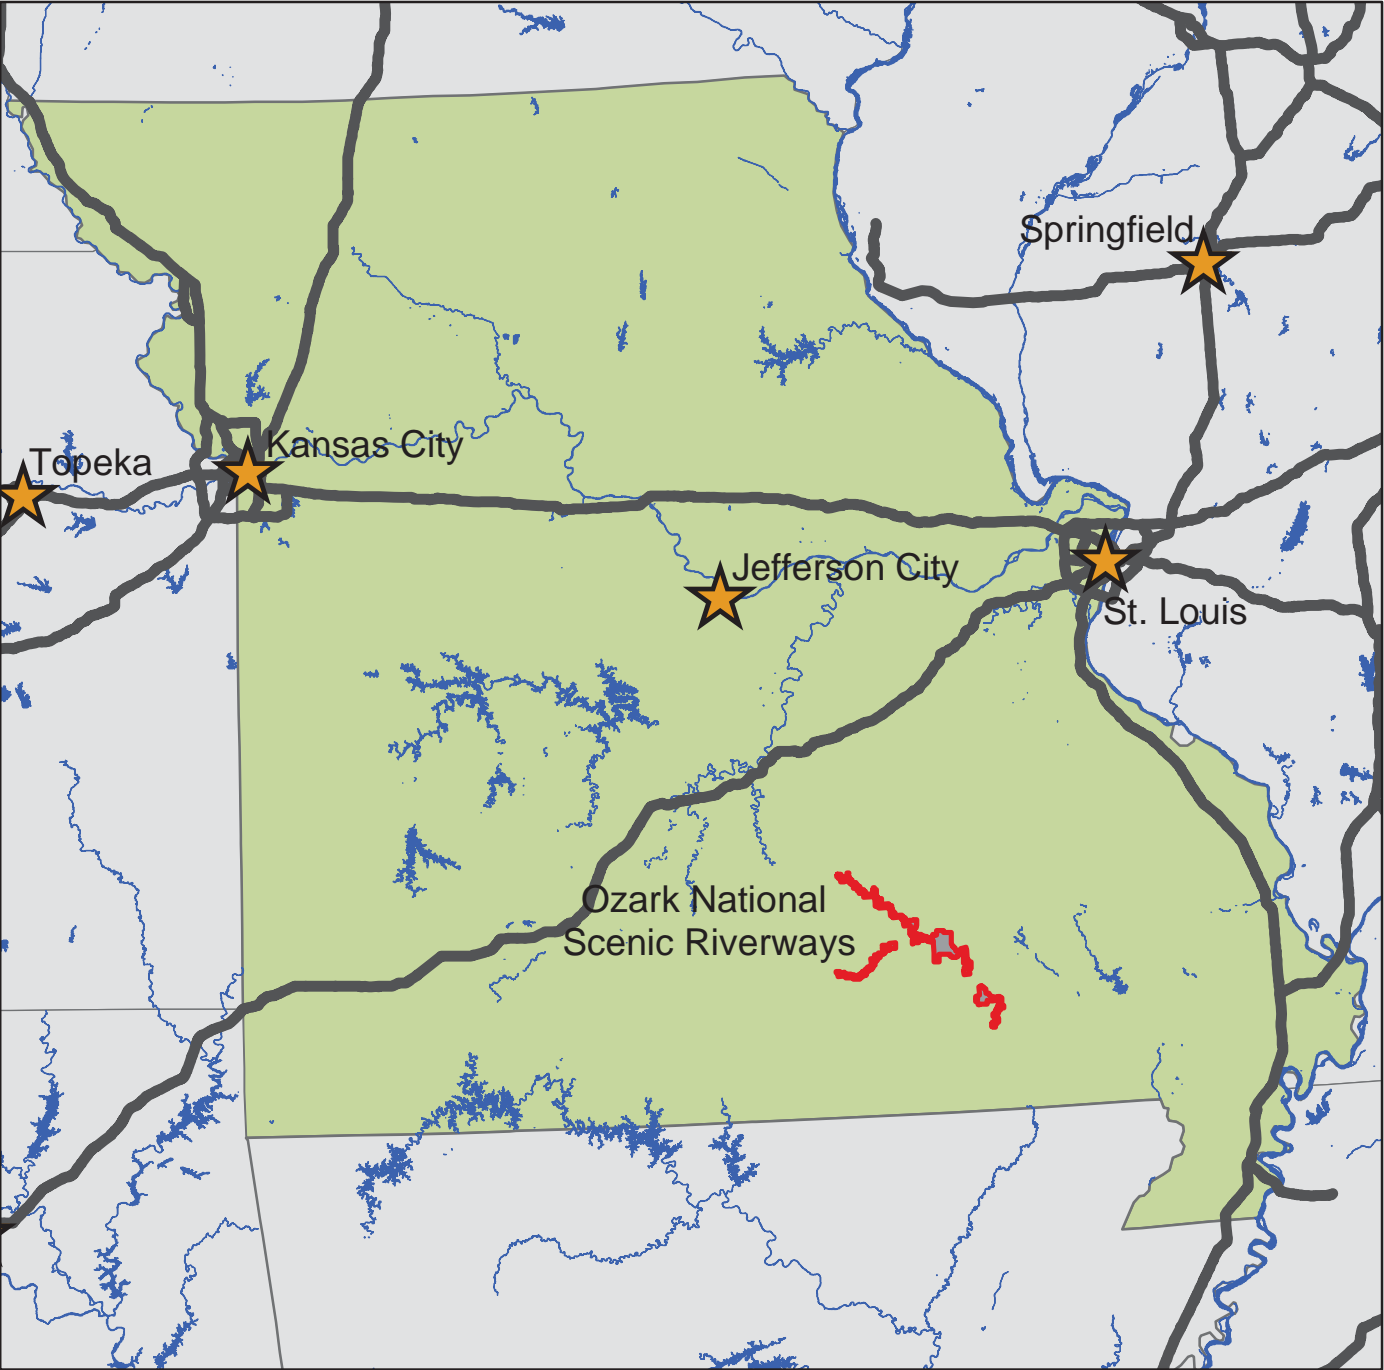 Springfield
Kansas City
Topeka
Jefferson City
St. Louis
Ozark National
Scenic Riverways